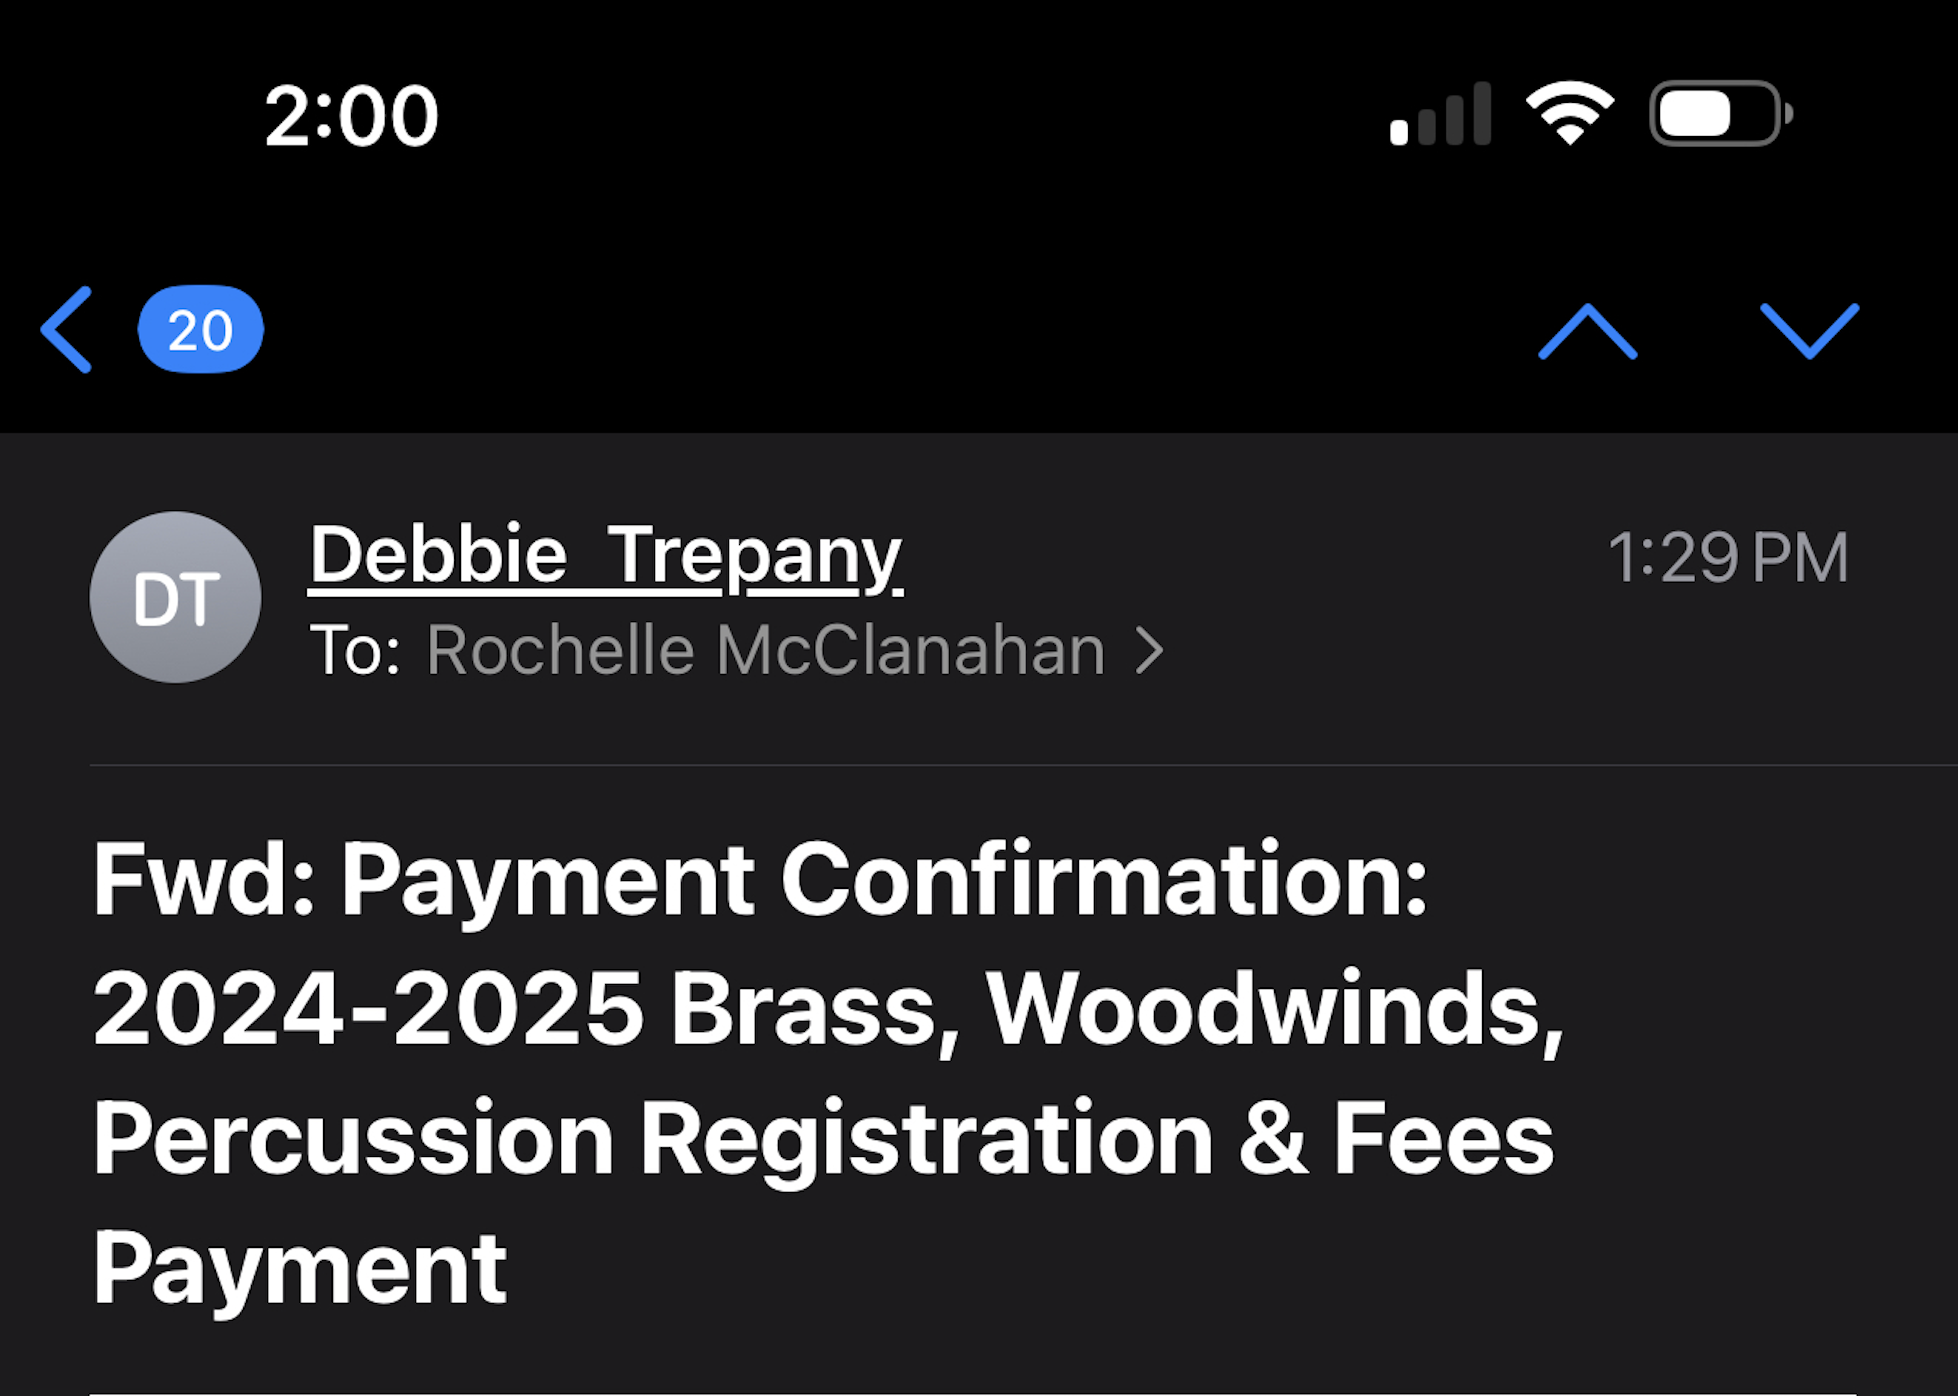 2:00
20
DT
Debbie Trepany
1:29 PM
To: Rochelle McClanahan
Fwd: Payment Confirmation:
2024-2025 Brass, Woodwinds,
Percussion Registration & Fees
Payment